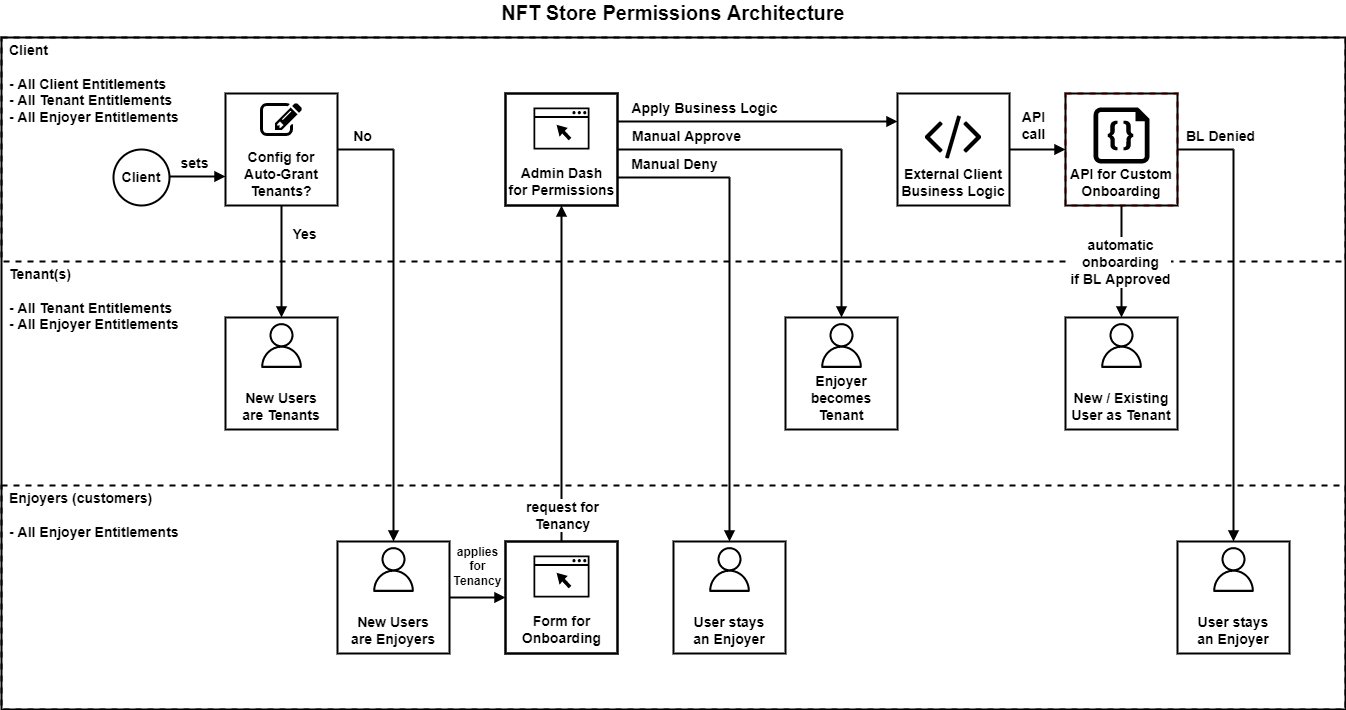 NFT Store Permissions Architecture
Client
- All Client Entitlements
- All Tenant Entitlements
- All Enjoyer Entitlements
Client
sets
Config for
Auto-Grant
Tenants?
No
Yes
Admin Dash
for Permissions
Apply Business Logic
Manual Approve
Manual Deny
External Client
Business Logic
API
call
{}
API for Custom
Onboarding
BL Denied
automatic
onboarding
if BL Approved
Tenant(s)
- All Tenant Entitlements
- All Enjoyer Entitlements
New Users
are Tenants
Enjoyer
becomes
Tenant
New / Existing
User as Tenant
Enjoyers (customers)
- All Enjoyer Entitlements
New Users
are Enjoyers
applies
for
Tenancy
request for
Tenancy
Form for
Onboarding
User stays
an Enjoyer
User stays
an Enjoyer